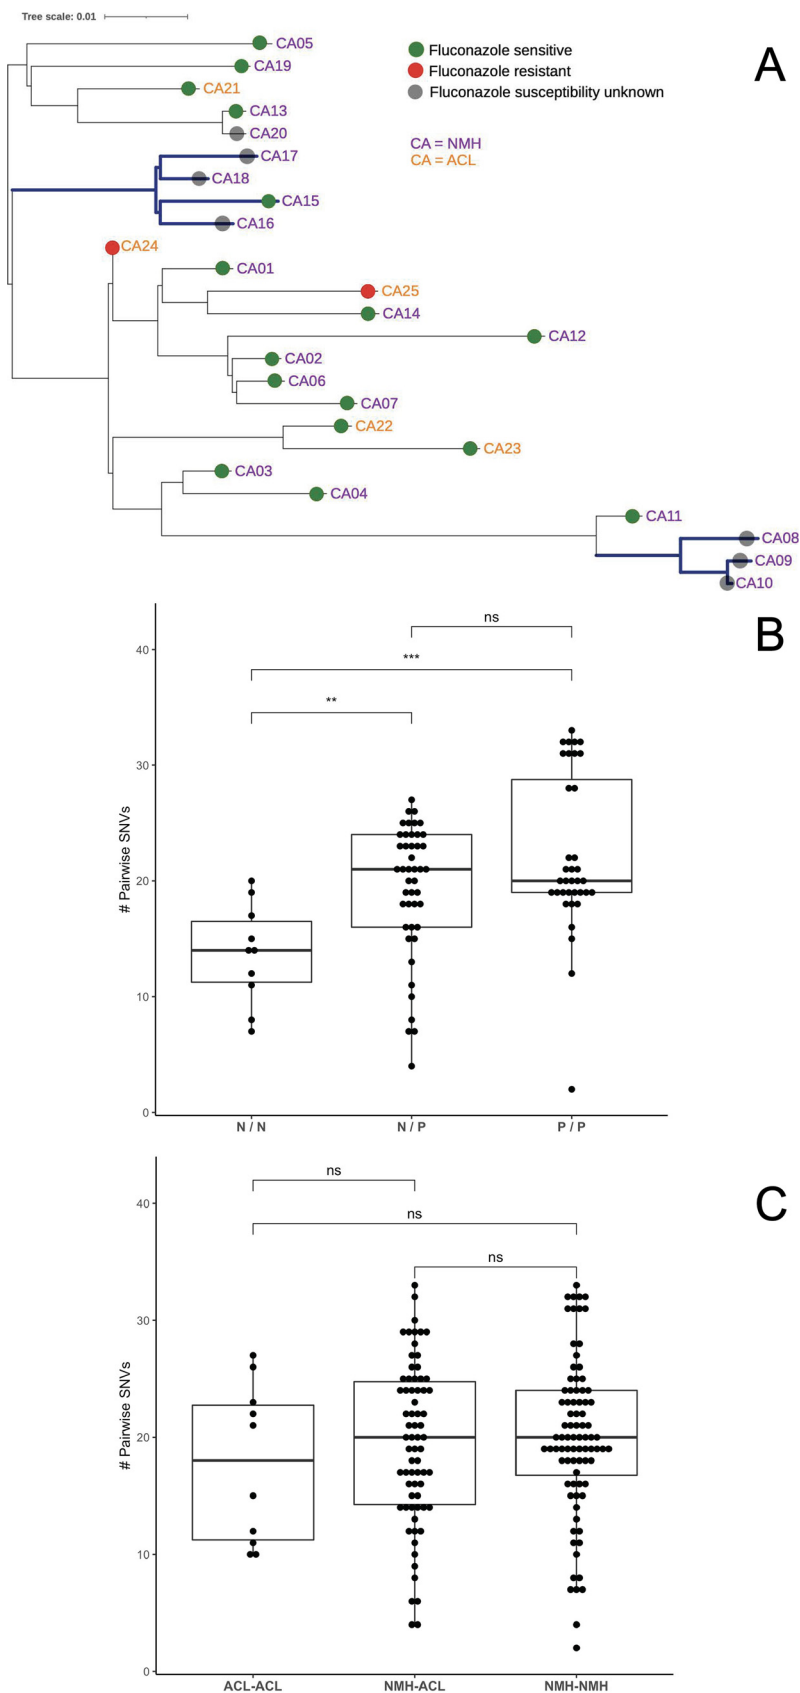 Tree scale: 0.01
A
Fluconazole sensitive
Fluconazole resistant
Fluconazole susceptibility unknown
CA = NMH
CA = ACL
CA05
CA19
CA21
CA13
CA20
CA17
CA18
CA15
CA16
CA24
CA01
CA25
CA14
CA12
CA02
CA06
CA07
CA22
CA23
CA03
CA04
CA11
CA08
CA09
CA10
B
ns
***
**
40
30
20
10
0
# Pairwise SNVs
N / N N / P P / P
C
ns
ns
ns
40
30
20
10
0
# Pairwise SNVs
ACL-ACL NMH-ACL NMH-NMH